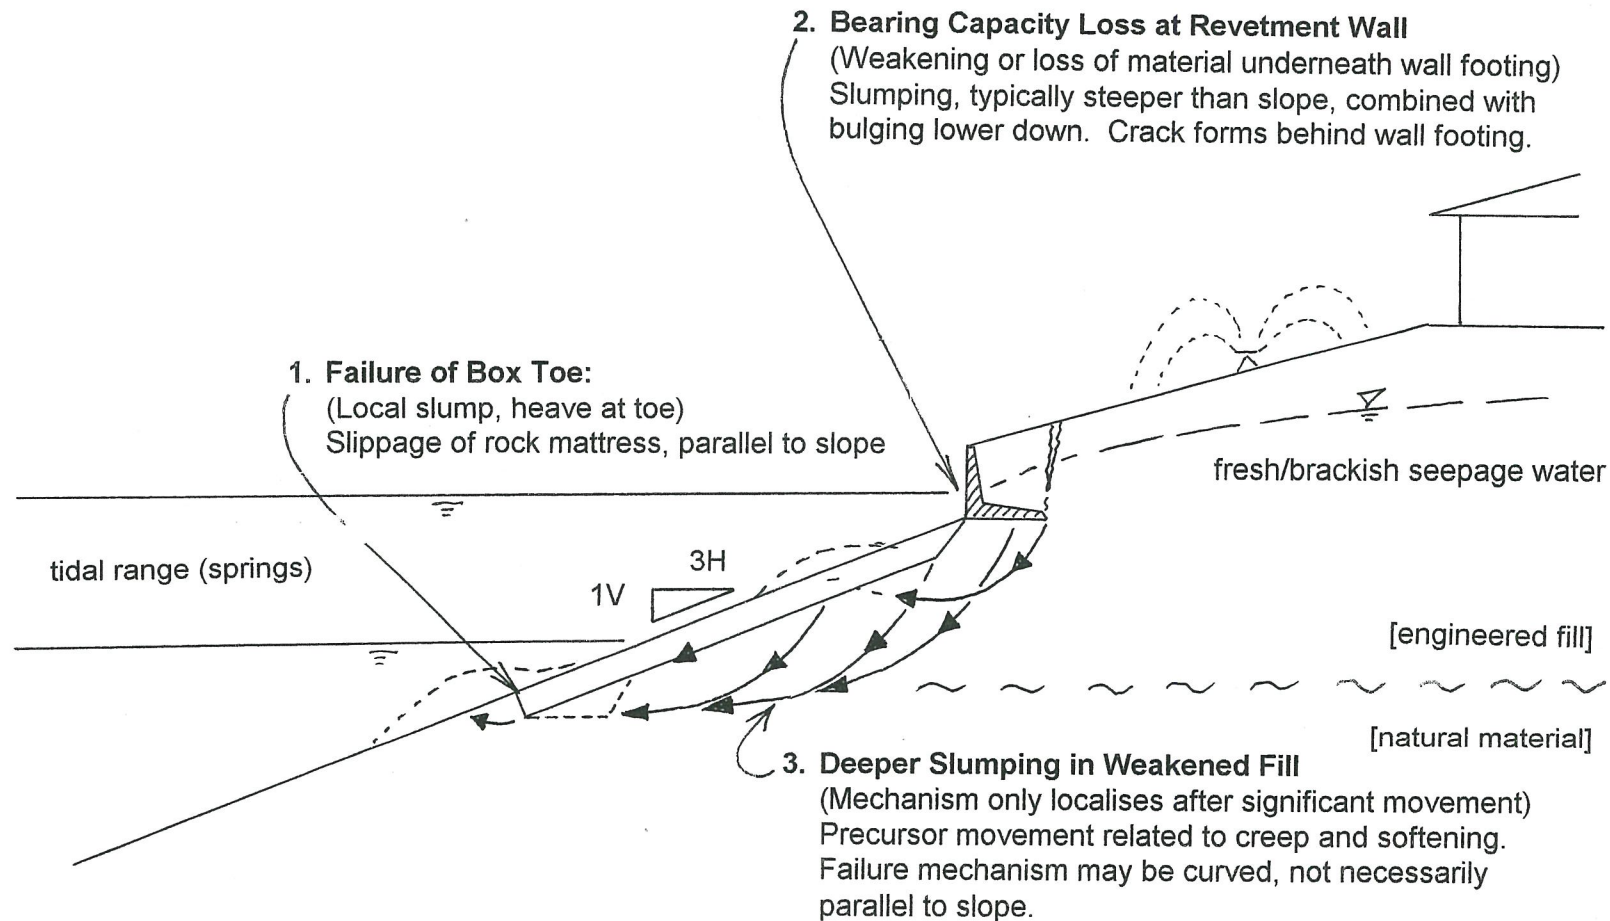 2. Bearing Capacity Loss at Revetment Wall
(Weakening or loss of material underneath wall footing)
Slumping, typically steeper than slope, combined with
bulging lower down. Crack forms behind wall footing.
1. Failure of Box Toe:
(Local slump, heave at toe)
Slippage of rock mattress, parallel to slope
fresh/brackish seepage water
tidal range (springs)
3H
1V
[engineered fill]
[natural material]
3. Deeper Slumping in Weakened Fill
(Mechanism only localises after significant movement)
Precursor movement related to creep and softening.
Failure mechanism may be curved, not necessarily
parallel to slope.